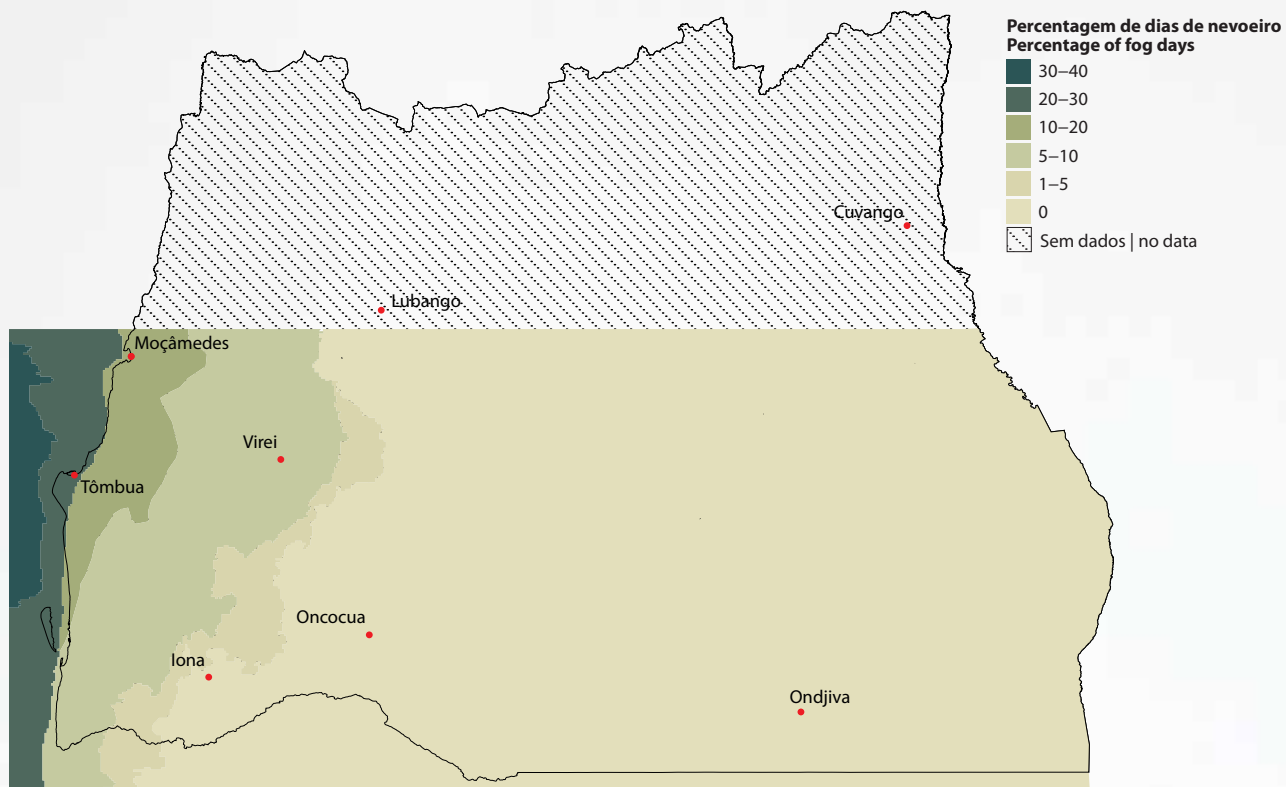 Percentagem de dias de nevoeiro
Percentage of fog days
30–40
20–30
10–20
5–10
1–5
0
Sem dados | no data
Cuvango
Lubango
Moçâmedes
Virei
Tômbua
Oncocua
Iona
Ondjiva